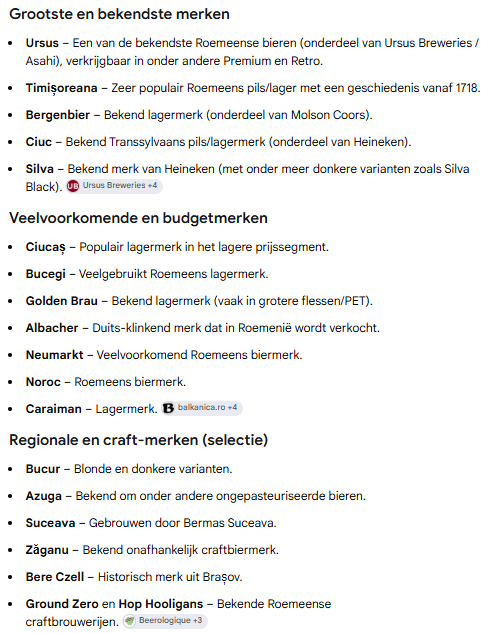 Grootste en bekendste merken
Ursus – Een van de bekendste Roemeense bieren (onderdeel van Ursus Breweries /
Asahi), verkrijgbaar in onder andere Premium en Retro.
Timișoreana – Zeer populair Roemeens pils/lager met een geschiedenis vanaf 1718.
Bergenbier – Bekend lagermerk (onderdeel van Molson Coors).
Ciuc – Bekend Transsylvaans pils/lagermerk (onderdeel van Heineken).
Silva – Bekend merk van Heineken (met onder meer donkere varianten zoals Silva
Black). UB Ursus Breweries +4
Veelvoorkomende en budgetmerken
Ciucaș – Populair lagermerk in het lagere prijssegment.
Bucegi – Veelgebruikt Roemeens lagermerk.
Golden Brau – Bekend lagermerk (vaak in grotere flessen/PET).
Albacher – Duits-klinkend merk dat in Roemenië wordt verkocht.
Neumarkt – Veelvoorkomend Roemeens biermerk.
Noroc – Roemeens biermerk.
Caraiman – Lagermerk. B balkanica.ro +4
Regionale en craft-merken (selectie)
Bucur – Blonde en donkere varianten.
Azuga – Bekend om onder andere ongepasteuriseerde bieren.
Suceava – Gebrouwen door Bermas Suceava.
Zăganu – Bekend onafhankelijk craftbiermerk.
Bere Czell – Historisch merk uit Brașov.
Ground Zero en Hop Hooligans – Bekende Roemeense
craftbrouwerijen. Beerologique +3